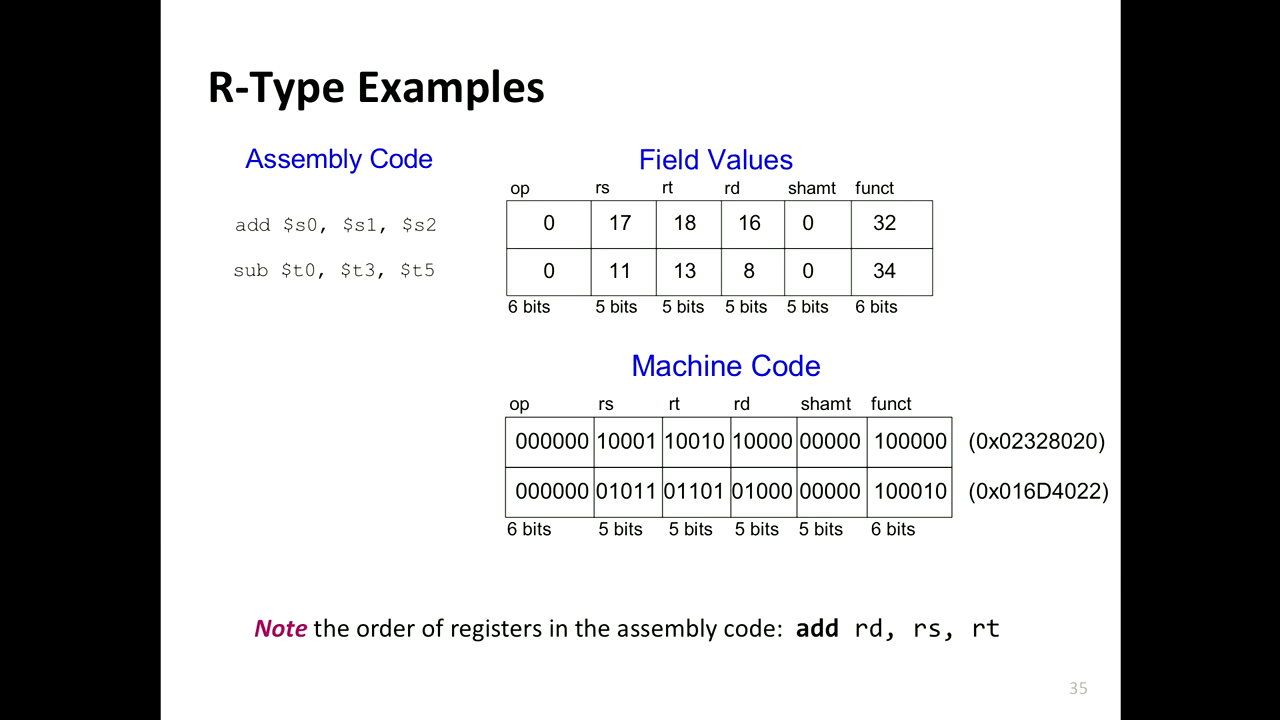 R-Type Examples
Assembly Code
Field Values
op rs rt rd shamt funct
add $s0, $s1, $s2
0 17 18 16 0 32
sub $t0, $t3, $t5
0 11 13 8 0 34
6 bits 5 bits 5 bits 5 bits 5 bits 6 bits
Machine Code
op rs rt rd shamt funct
000000 10001 10010 10000 00000 100000 (0x02328020)
000000 01011 01101 01000 00000 100010 (0x016D4022)
6 bits 5 bits 5 bits 5 bits 5 bits 6 bits
Note the order of registers in the assembly code: add rd, rs, rt
35